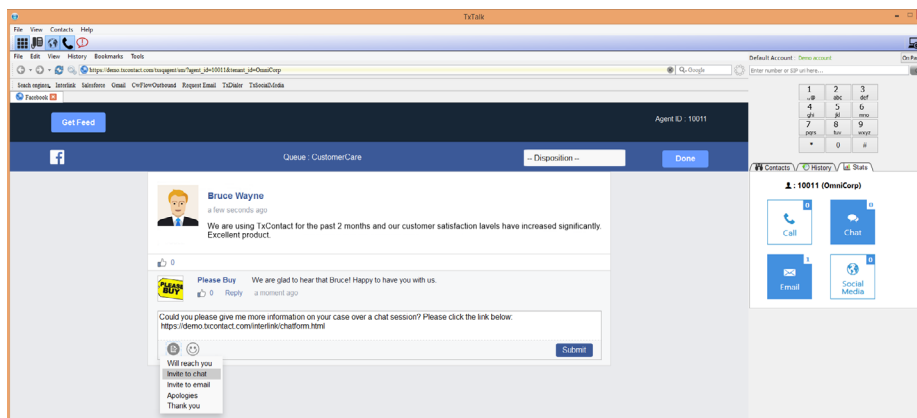 TxTalk
File View Contacts Help
File Edit View History Bookmarks Tools
https://demo.txcontact.com/txsqagent/sm/?agent_id=10011&tenant_id=OmniCorp
Google
Seach engines, Interlink Salesforce Gmail CwFlowOutbound Request Email TxDialer TxSocialMedia
Facebook
Get Feed
Agent ID : 10011
Queue : CustomerCare
-- Disposition --
Done
Bruce Wayne
a few seconds ago
We are using TxContact for the past 2 months and our customer satisfaction lavels have increased significantly.
Excellent product.
0
PLEASE BUY
Please Buy We are glad to hear that Bruce! Happy to have you with us.
0 Reply a moment ago
Could you please give me more information on your case over a chat session? Please click the link below:
https://demo.txcontact.com/interlink/chatform.html
Submit
Will reach you
Invite to chat
Invite to email
Apologies
Thank you
Default Account : Demo account
Enter number or SIP uri here...
1 2 3
abc def
4 5 6
ghi jkl mno
7 8 9
pqrs tuv wxyz
* 0 #
Contacts History Stats
: 10011 (OmniCorp)
0
Call
0
Chat
1
Email
0
Social
Media